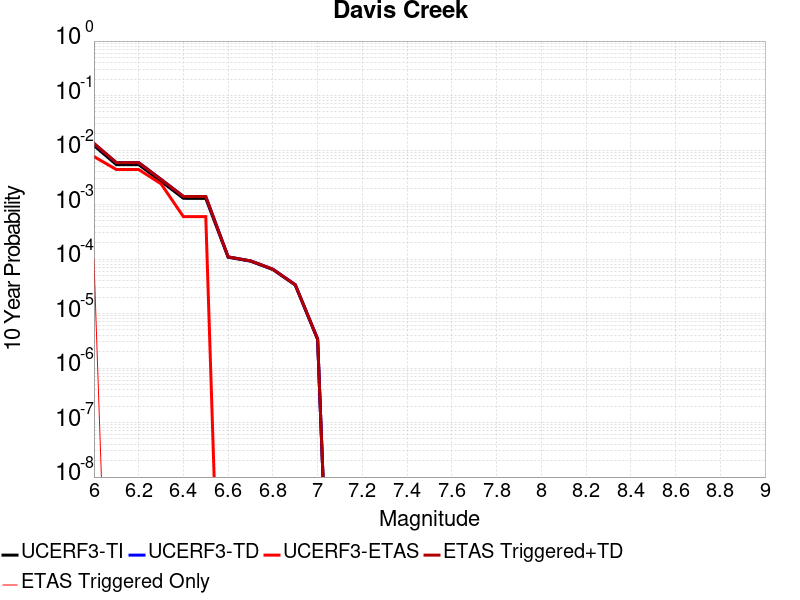 Davis Creek
10 Year Probability
10^0
10^-1
10^-2
10^-3
10^-4
10^-5
10^-6
10^-7
10^-8
6 6.2 6.4 6.6 6.8 7 7.2 7.4 7.6 7.8 8 8.2 8.4 8.6 8.8 9
Magnitude
UCERF3-TI UCERF3-TD UCERF3-ETAS ETAS Triggered+TD
ETAS Triggered Only